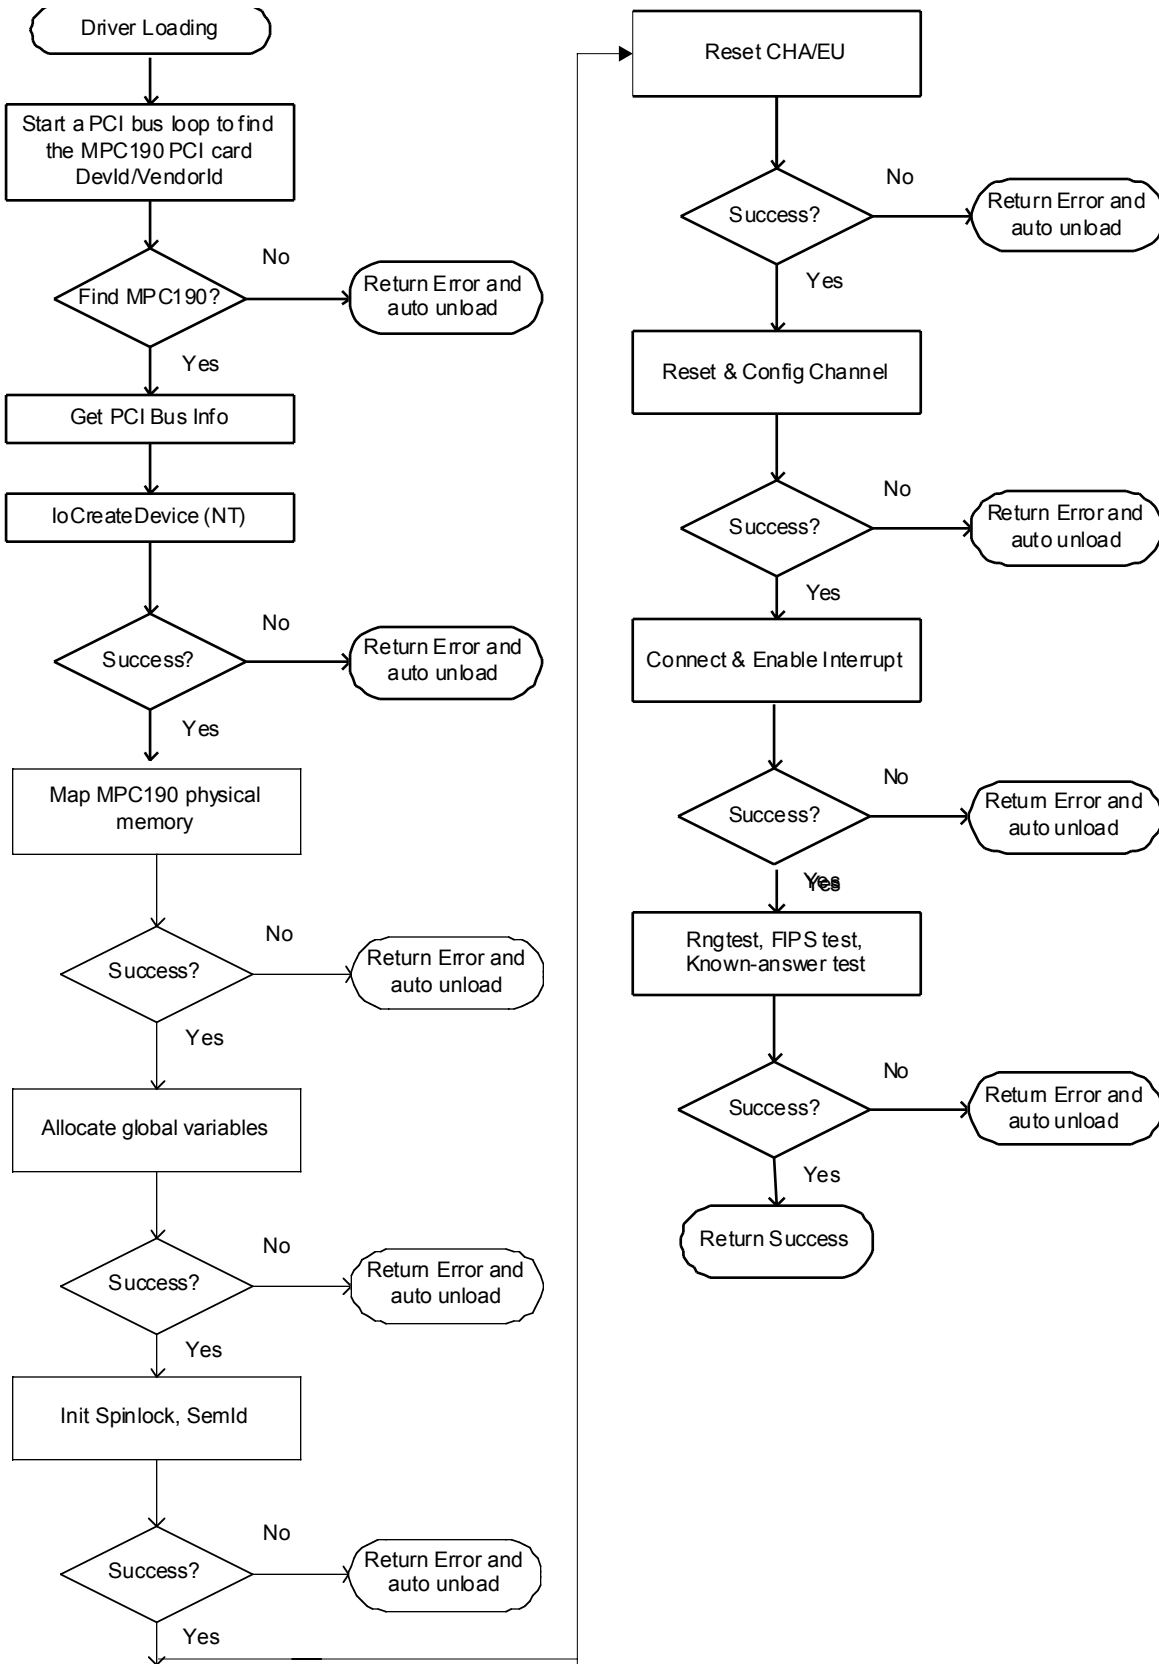 Driver Loading
Start a PCI bus loop to find
the MPC190 PCI card
DevId/VendorId
No
Find MPC190?
Return Error and
auto unload
Yes
Get PCI Bus Info
IoCreateDevice (NT)
No
Success?
Return Error and
auto unload
Yes
Map MPC190 physical
memory
No
Success?
Return Error and
auto unload
Yes
Allocate global variables
No
Success?
Return Error and
auto unload
Yes
Init Spinlock, SemId
No
Success?
Return Error and
auto unload
Yes
Reset CHA/EU
No
Success?
Return Error and
auto unload
Yes
Reset & Config Channel
No
Success?
Return Error and
auto unload
Yes
Connect & Enable Interrupt
No
Success?
Return Error and
auto unload
Yes
Yes
Rngtest, FIPS test,
Known-answer test
No
Success?
Return Error and
auto unload
Yes
Return Success